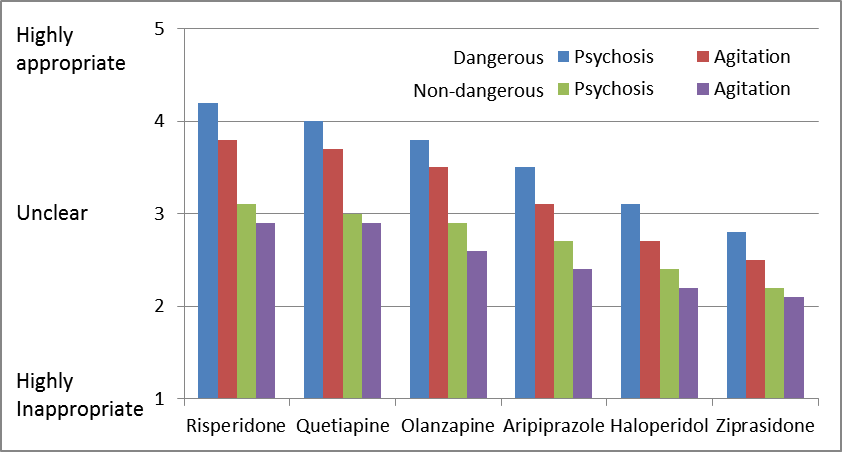 Highly
appropriate
Unclear
Highly
Inappropriate
5
4
3
2
1
Dangerous Psychosis Agitation
Non-dangerous Psychosis Agitation
Risperidone Quetiapine Olanzapine Aripiprazole Haloperidol Ziprasidone